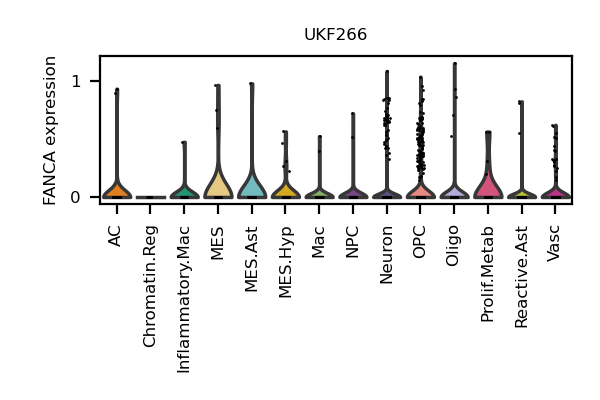 UKF266
FANCA expression
1
0
AC
Chromatin.Reg
Inflammatory.Mac
MES
MES.Ast
MES.Hyp
Mac
NPC
Neuron
OPC
Oligo
Prolif.Metab
Reactive.Ast
Vasc